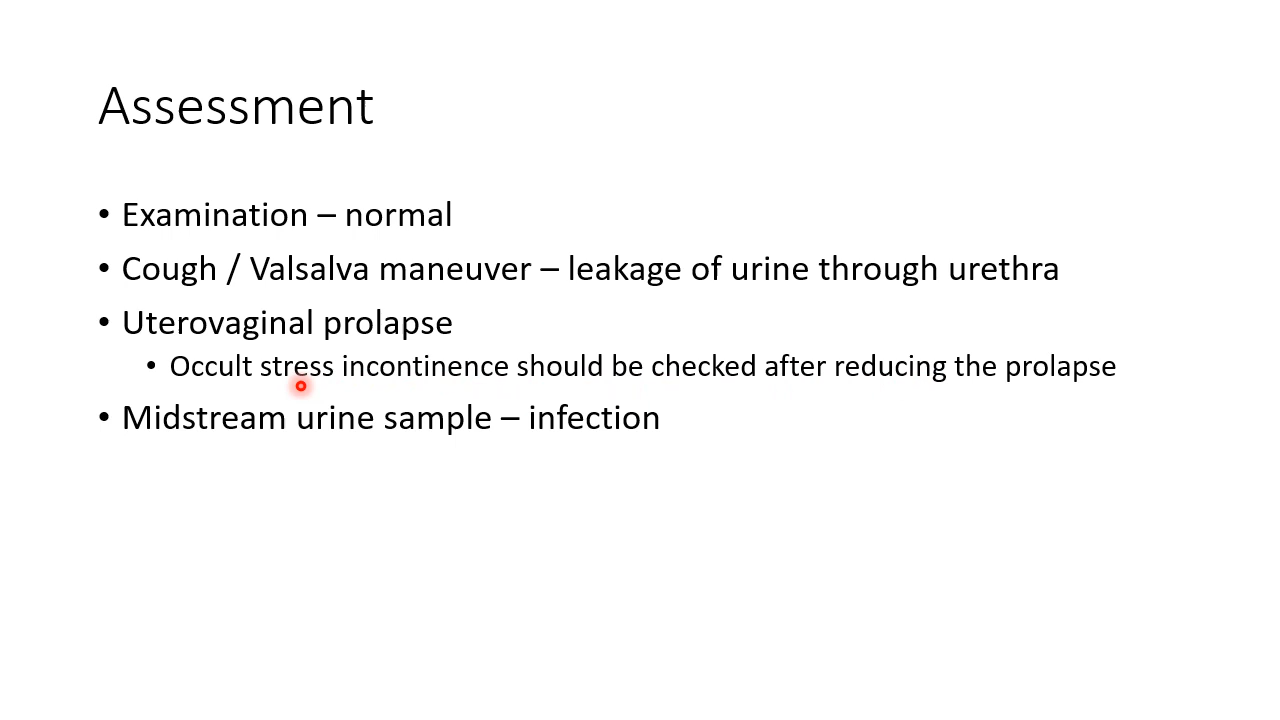 Assessment
• Examination – normal
• Cough / Valsalva maneuver – leakage of urine through urethra
• Uterovaginal prolapse
• Occult stress incontinence should be checked after reducing the prolapse
• Midstream urine sample – infection